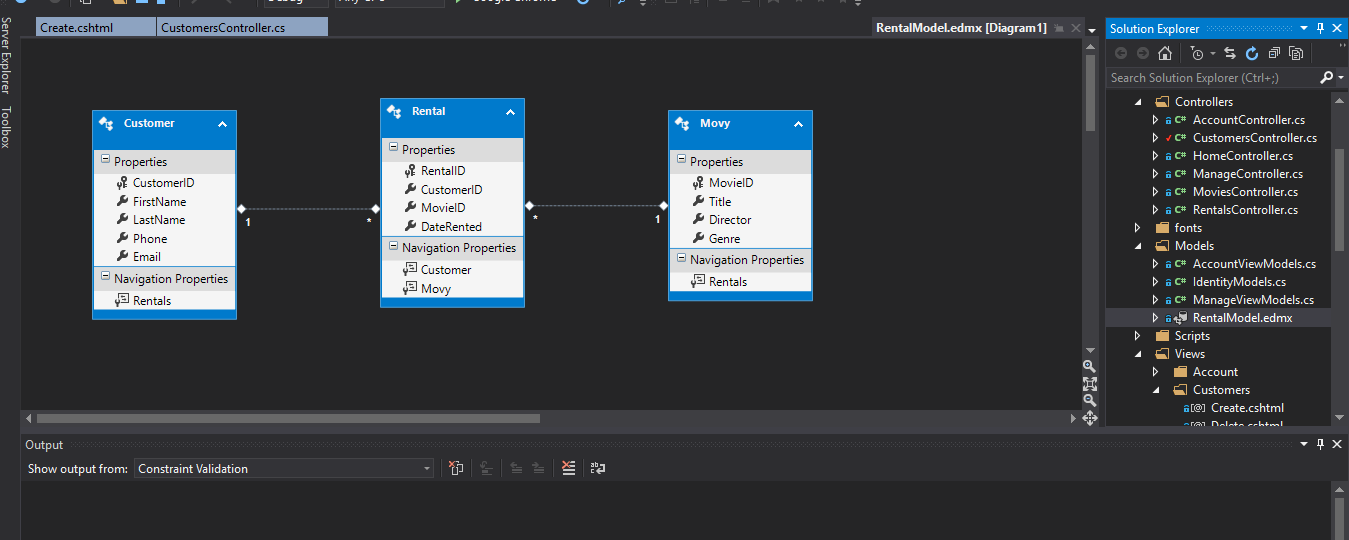 Create.cshtml
CustomersController.cs
RentalModel.edmx [Diagram1]
Server Explorer
Toolbox
Customer
Properties
CustomerID
FirstName
LastName
Phone
Email
Navigation Properties
Rentals
1
*
Rental
Properties
RentalID
CustomerID
MovieID
DateRented
Navigation Properties
Customer
Movy
*
1
Movy
Properties
MovieID
Title
Director
Genre
Navigation Properties
Rentals
Solution Explorer
Search Solution Explorer (Ctrl+;)
Controllers
C# AccountController.cs
C# CustomersController.cs
C# HomeController.cs
C# ManageController.cs
C# MoviesController.cs
C# RentalsController.cs
fonts
Models
C# AccountViewModels.cs
C# IdentityModels.cs
C# ManageViewModels.cs
RentalModel.edmx
Scripts
Views
Account
Customers
[@] Create.cshtml
[@] Delete.cshtml
Output
Show output from: Constraint Validation